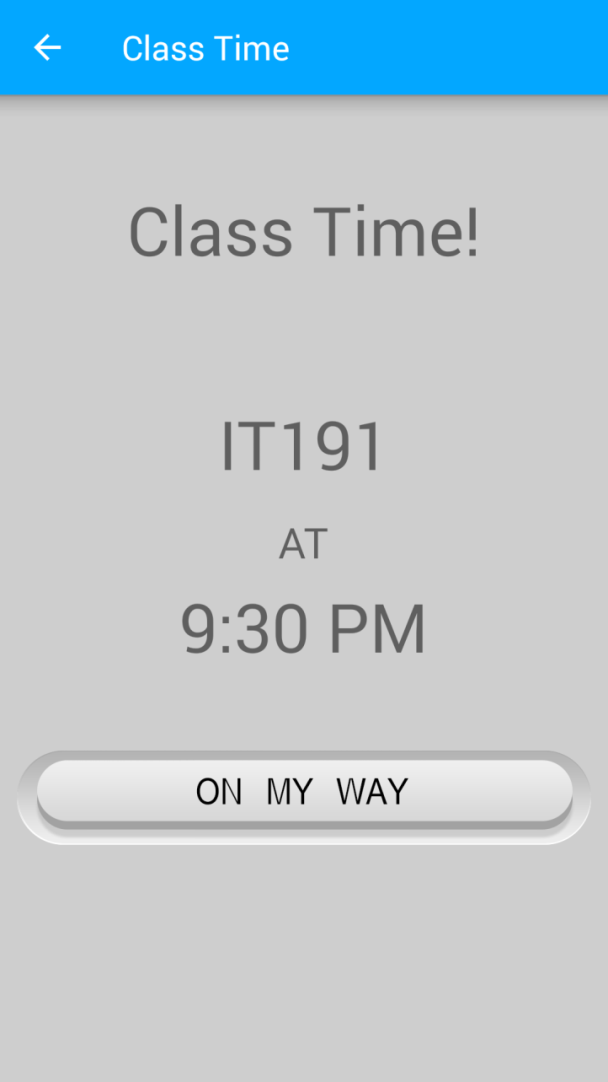 Class Time
Class Time!
IT191
AT
9:30 PM
ON MY WAY